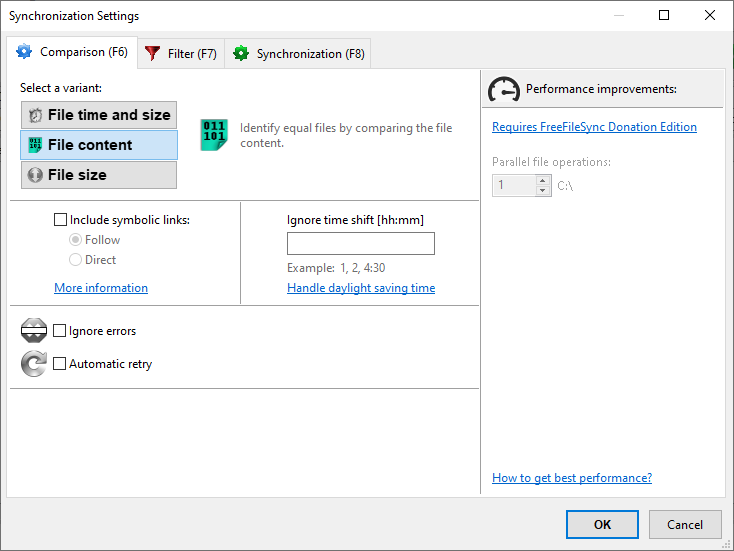 Synchronization Settings
Comparison (F6)
Filter (F7)
Synchronization (F8)
Select a variant:
File time and size
File content
File size
011
101
Identify equal files by comparing the file
content.
Include symbolic links:
Follow
Direct
More information
Ignore time shift [hh:mm]
Example: 1, 2, 4:30
Handle daylight saving time
Ignore errors
Automatic retry
Performance improvements:
Requires FreeFileSync Donation Edition
Parallel file operations:
1
C:\
How to get best performance?
OK
Cancel